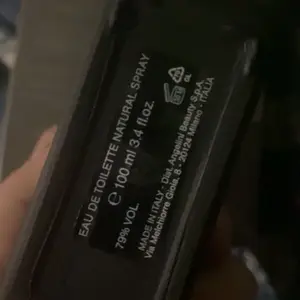 EAU DE TOILETTE NATURAL SPRAY
℮ 100 ml 3.4 fl.oz.
79% VOL
MADE IN ITALY - Dist. Angelini Beauty S.p.A.
Via Melchiorre Gioia, 8 - 20124 Milano - ITALIA